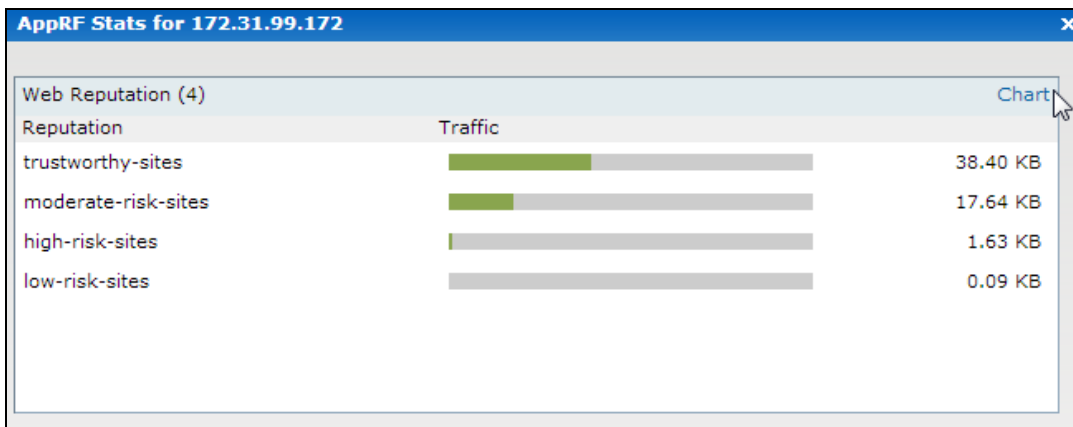 AppRF Stats for 172.31.99.172 x
Web Reputation (4) Chart
Reputation Traffic
trustworthy-sites 38.40 KB
moderate-risk-sites 17.64 KB
high-risk-sites 1.63 KB
low-risk-sites 0.09 KB